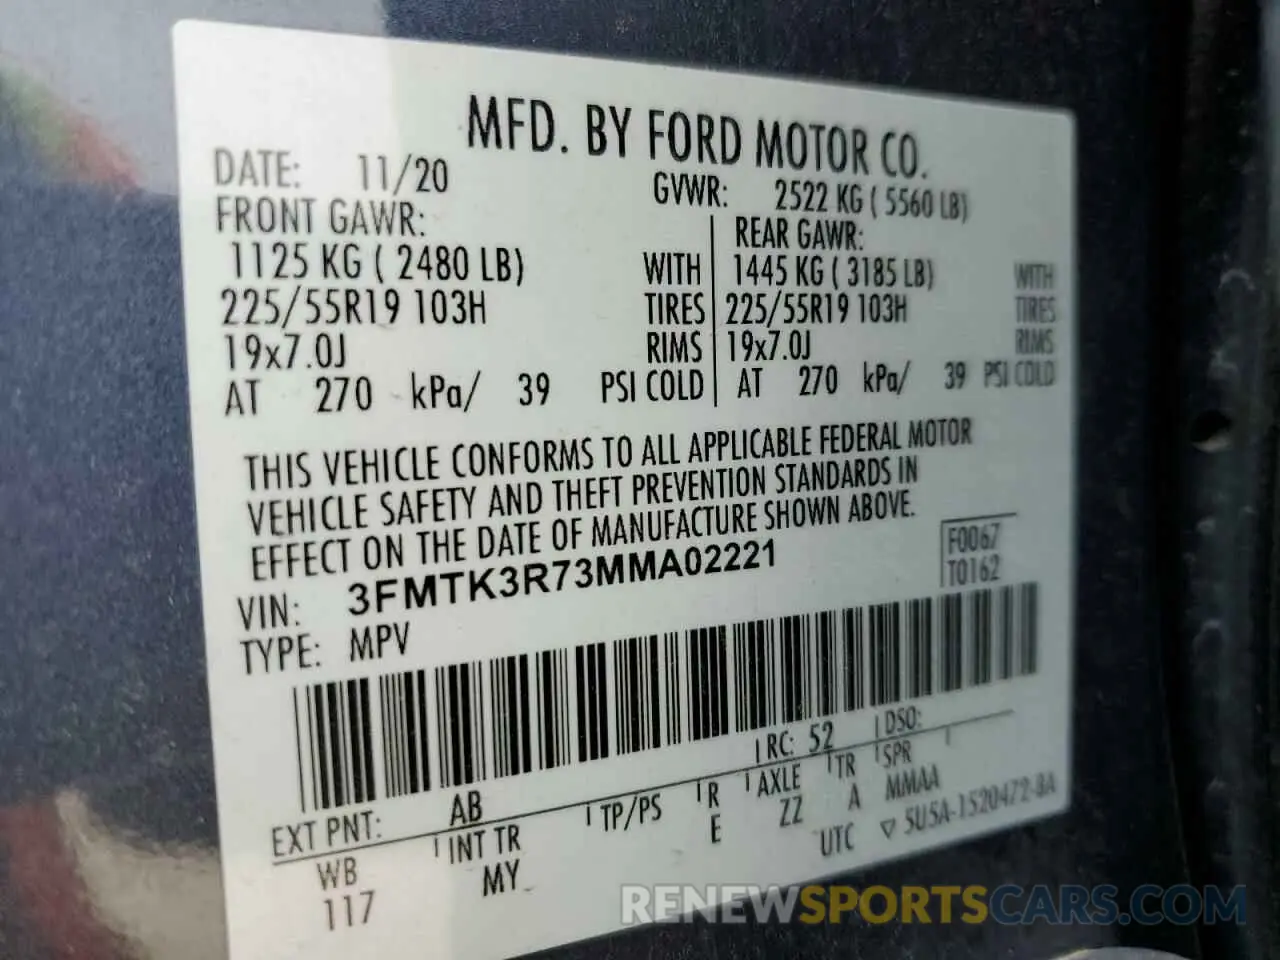 MFD. BY FORD MOTOR CO.
DATE: 11/20 GVWR: 2522 KG ( 5560 LB)
FRONT GAWR: REAR GAWR:
1125 KG ( 2480 LB) WITH 1445 KG ( 3185 LB) WITH
225/55R19 103H TIRES 225/55R19 103H TIRES
19x7.0J RIMS 19x7.0J RIMS
AT 270 kPa/ 39 PSI COLD AT 270 kPa/ 39 PSI COLD
THIS VEHICLE CONFORMS TO ALL APPLICABLE FEDERAL MOTOR
VEHICLE SAFETY AND THEFT PREVENTION STANDARDS IN
EFFECT ON THE DATE OF MANUFACTURE SHOWN ABOVE.
VIN: 3FMTK3R73MMA02221 F0067
TYPE: MPV T0162
EXT PNT: AB RC: 52 DSO:
WB INT TR TP/PS R AXLE TR SPR
117 MY E ZZ A MMAA
UTC ▽ 5U5A-1520472-BA
RENEWSPORTSCARS.COM